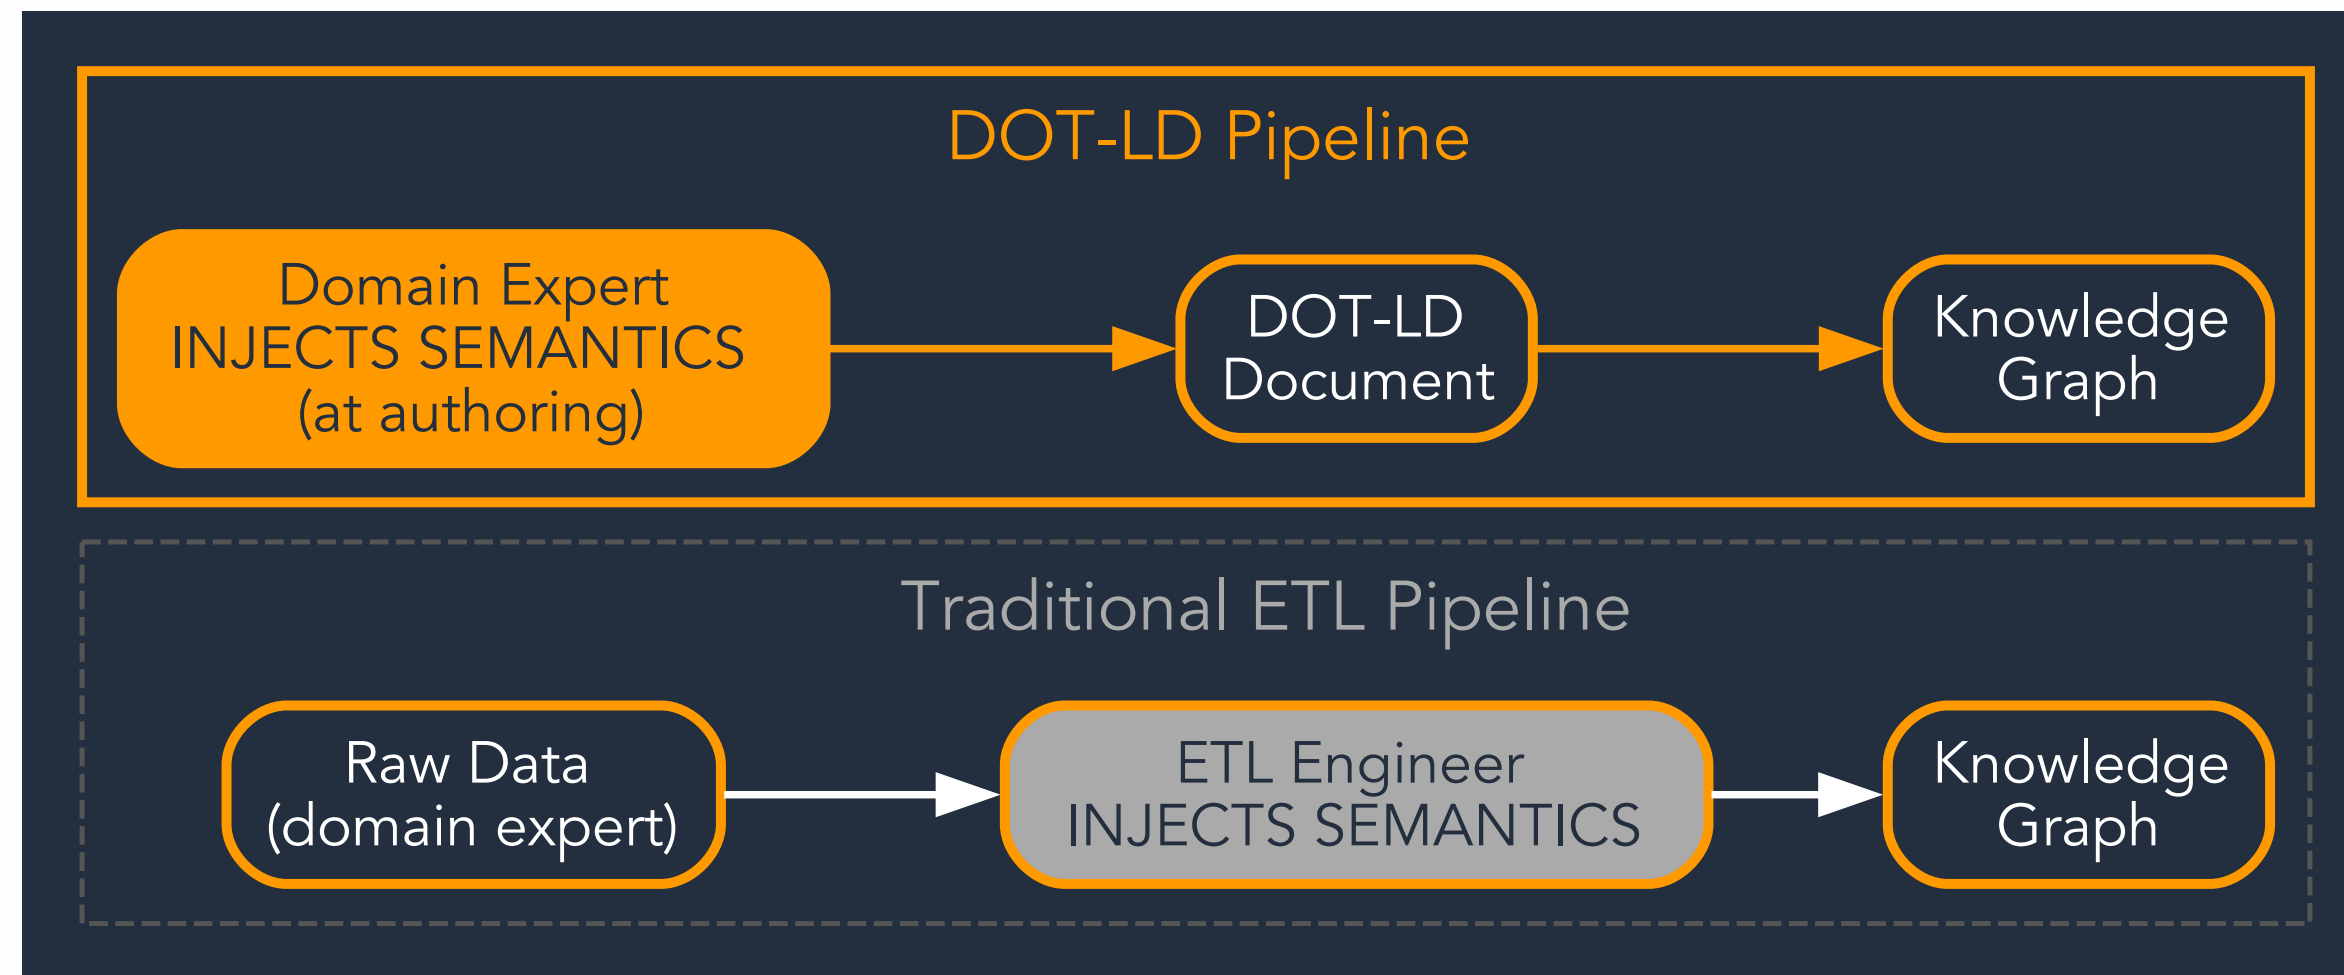 DOT-LD Pipeline
Domain Expert
INJECTS SEMANTICS
(at authoring)
DOT-LD
Document
Knowledge
Graph
Traditional ETL Pipeline
Raw Data
(domain expert)
ETL Engineer
INJECTS SEMANTICS
Knowledge
Graph